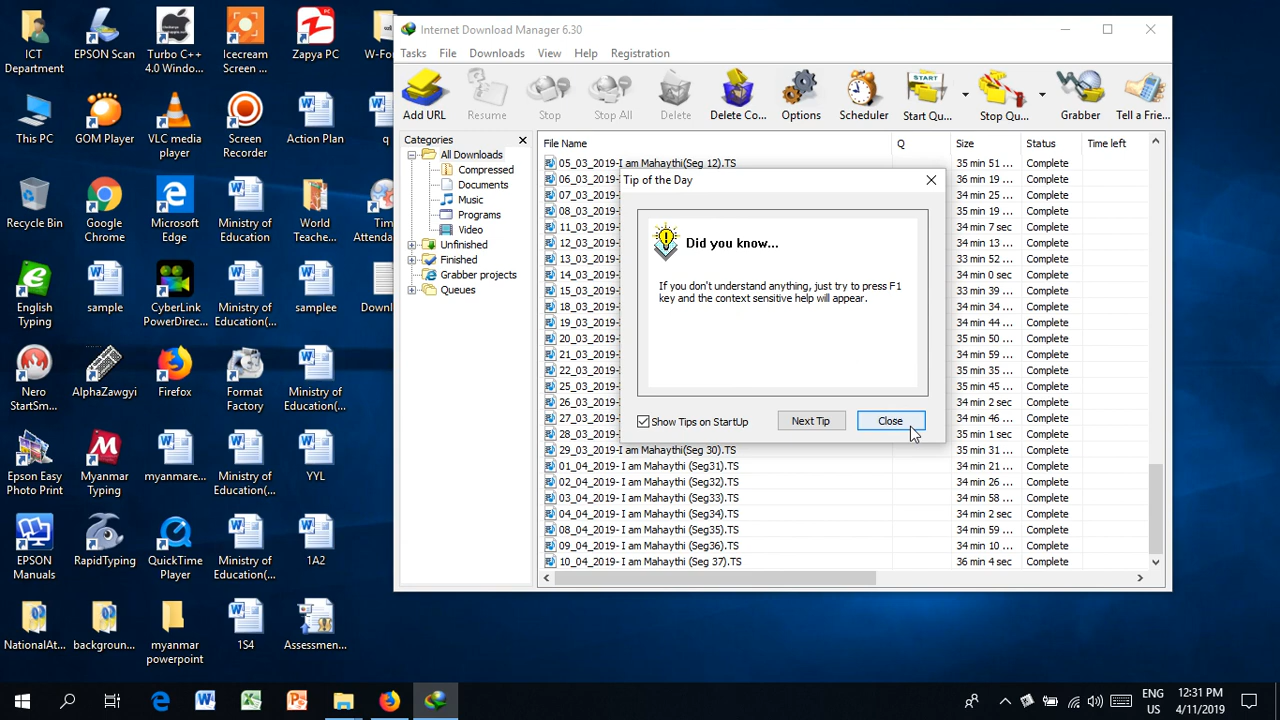 ICT
Department
EPSON Scan
Turbo C++
4.0 Windo...
Icecream
Screen ...
Zapya PC
W-Fo
This PC
GOM Player
VLC media
player
Screen
Recorder
Action Plan
q
Recycle Bin
Google
Chrome
Microsoft
Edge
Ministry of
Education
World
Teache...
Tim
Attenda
English
Typing
sample
CyberLink
PowerDirec...
Ministry of
Education(...
samplee
Downl
Nero
StartSm...
AlphaZawgyi
Firefox
Format
Factory
Ministry of
Education(...
Epson Easy
Photo Print
Myanmar
Typing
myanmare...
Ministry of
Education(...
YYL
EPSON
Manuals
RapidTyping
QuickTime
Player
Ministry of
Education(...
1A2
NationalAt...
backgroun...
myanmar
powerpoint
1S4
Assessmen...
Internet Download Manager 6.30
Tasks File Downloads View Help Registration
Add URL Resume Stop Stop All Delete Delete Co... Options Scheduler Start Qu... Stop Qu... Grabber Tell a Frie...
Categories
All Downloads
Compressed
Documents
Music
Programs
Video
Unfinished
Finished
Grabber projects
Queues
File Name Q Size Status Time left
05_03_2019-I am Mahaythi(Seg 12).TS 35 min 51 ... Complete
06_03_2019- 36 min 19 ... Complete
07_03_2019- 34 min 25 ... Complete
08_03_2019- 35 min 19 ... Complete
11_03_2019- 34 min 7 sec Complete
12_03_2019- 34 min 13 ... Complete
13_03_2019- 33 min 52 ... Complete
14_03_2019- 34 min 0 sec Complete
15_03_2019- 34 min 39 ... Complete
18_03_2019- 38 min 34 ... Complete
19_03_2019- 34 min 44 ... Complete
20_03_2019- 35 min 50 ... Complete
21_03_2019- 34 min 59 ... Complete
22_03_2019- 35 min 35 ... Complete
25_03_2019- 35 min 45 ... Complete
26_03_2019- 34 min 2 sec Complete
27_03_2019- 34 min 46 ... Complete
28_03_2019- 35 min 1 sec Complete
29_03_2019- I am Mahaythi (Seg 30).TS 35 min 31 ... Complete
01_04_2019- I am Mahaythi (Seg31).TS 34 min 21 ... Complete
02_04_2019- I am Mahaythi (Seg32).TS 34 min 26 ... Complete
03_04_2019- I am Mahaythi (Seg33).TS 34 min 58 ... Complete
04_04_2019- I am Mahaythi (Seg34).TS 34 min 2 sec Complete
08_04_2019- I am Mahaythi (Seg35).TS 34 min 59 ... Complete
09_04_2019- I am Mahaythi (Seg36).TS 34 min 10 ... Complete
10_04_2019- I am Mahaythi (Seg 37).TS 36 min 4 sec Complete
Tip of the Day
Did you know...
If you don't understand anything, just try to press F1
key and the context sensitive help will appear.
Show Tips on StartUp
Next Tip
Close
ENG
US
12:31 PM
4/11/2019